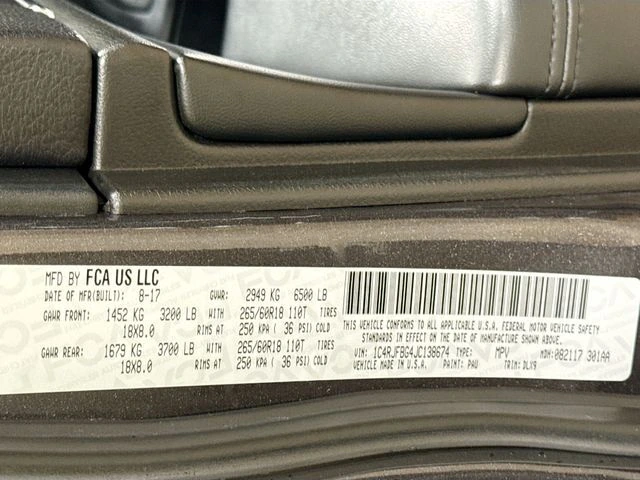 MFD BY FCA US LLC
DATE OF MFR(BUILT): 8-17 GVWR: 2949 KG 6500 LB
GAWR FRONT: 1452 KG 3200 LB WITH 265/60R18 110T TIRES
18X8.0 RIMS AT 250 KPA ( 36 PSI) COLD
GAWR REAR: 1679 KG 3700 LB WITH 265/60R18 110T TIRES
18X8.0 RIMS AT 250 KPA ( 36 PSI) COLD
THIS VEHICLE CONFORMS TO ALL APPLICABLE U.S.A. FEDERAL MOTOR VEHICLE SAFETY
STANDARDS IN EFFECT ON THE DATE OF MANUFACTURE SHOWN ABOVE.
VIN: 1C4RJFBG4JC138674 TYPE: MPV MDH: 082117 301AA
VEHICLE MADE IN U.S.A. PAINT: PAU TRIM: DLX9